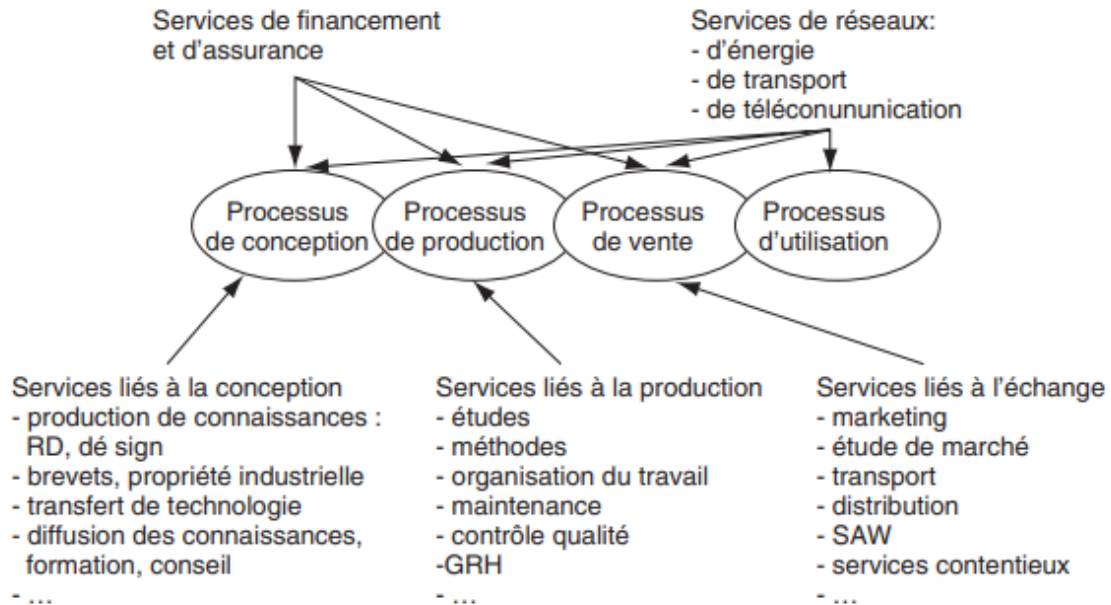 Services de financement
et d'assurance
Services de réseaux:
- d'énergie
- de transport
- de téléconununication
Processus
de conception
Processus
de production
Processus
de vente
Processus
d'utilisation
Services liés à la conception
- production de connaissances :
RD, dé sign
- brevets, propriété industrielle
- transfert de technologie
- diffusion des connaissances,
formation, conseil
- ...
Services liés à la production
- études
- méthodes
- organisation du travail
- maintenance
- contrôle qualité
-GRH
- ...
Services liés à l'échange
- marketing
- étude de marché
- transport
- distribution
- SAW
- services contentieux
- ...